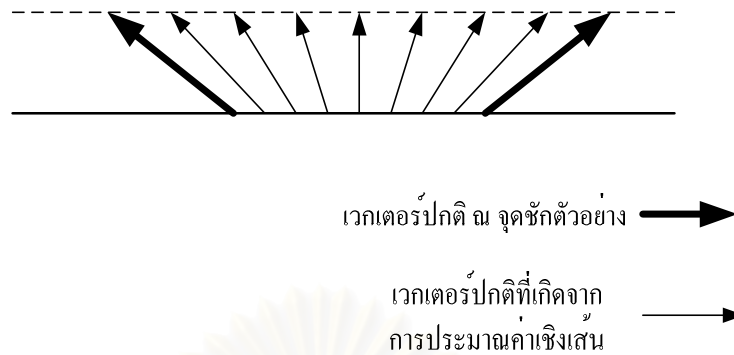 เวกเตอร์ปกติ ณ จุดชักตัวอย่าง
เวกเตอร์ปกติที่เกิดจาก
การประมาณค่าเชิงเส้น